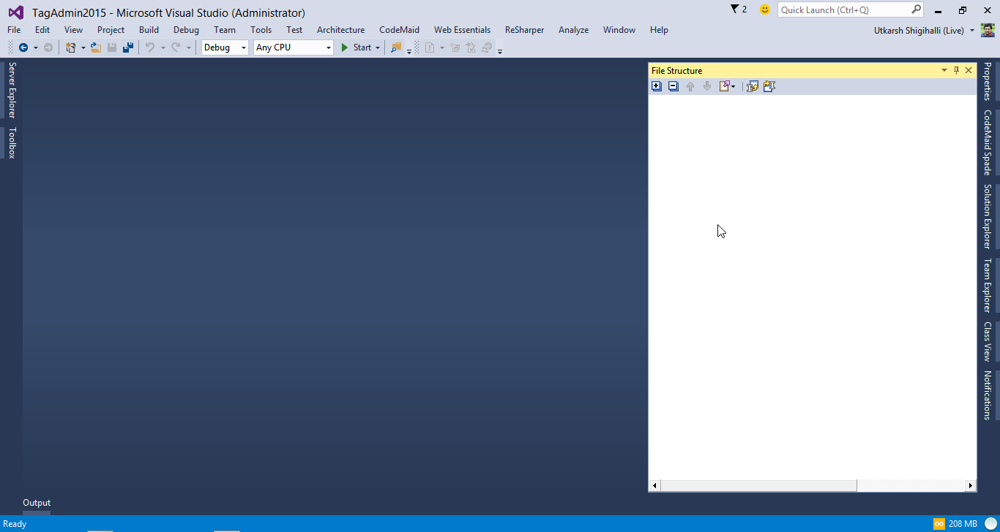 TagAdmin2015 - Microsoft Visual Studio (Administrator)
2
Quick Launch (Ctrl+Q)
File Edit View Project Build Debug Team Tools Test Architecture CodeMaid Web Essentials ReSharper Analyze Window Help
Utkarsh Shigihalli (Live)
Debug Any CPU Start
Server Explorer
Toolbox
File Structure
Properties
CodeMaid Spade
Solution Explorer
Team Explorer
Class View
Notifications
Output
Ready
208 MB